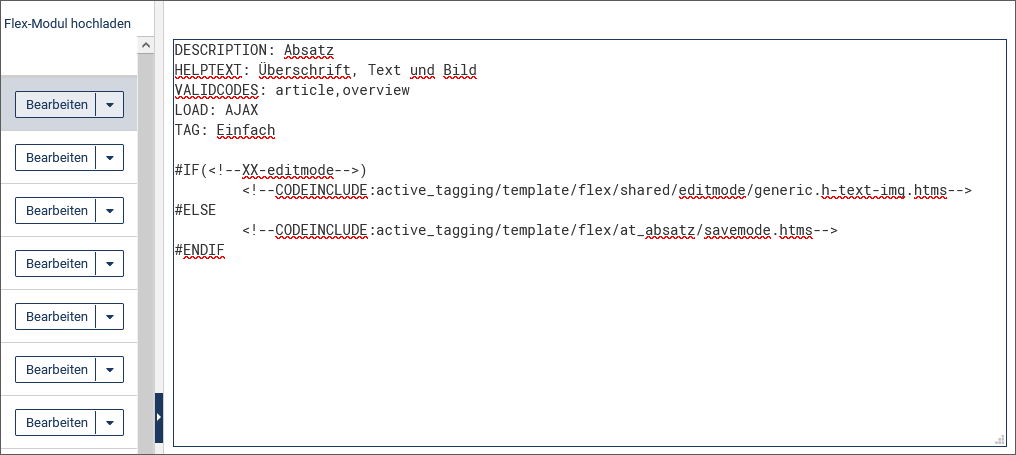 Flex-Modul hochladen
Bearbeiten
Bearbeiten
Bearbeiten
Bearbeiten
Bearbeiten
Bearbeiten
Bearbeiten
DESCRIPTION: Absatz
HELPTEXT: Überschrift, Text und Bild
VALIDCODES: article,overview
LOAD: AJAX
TAG: Einfach

#IF(<!--XX-editmode-->)
        <!--CODEINCLUDE:active_tagging/template/flex/shared/editmode/generic.h-text-img.htms-->
#ELSE
        <!--CODEINCLUDE:active_tagging/template/flex/at_absatz/savemode.htms-->
#ENDIF